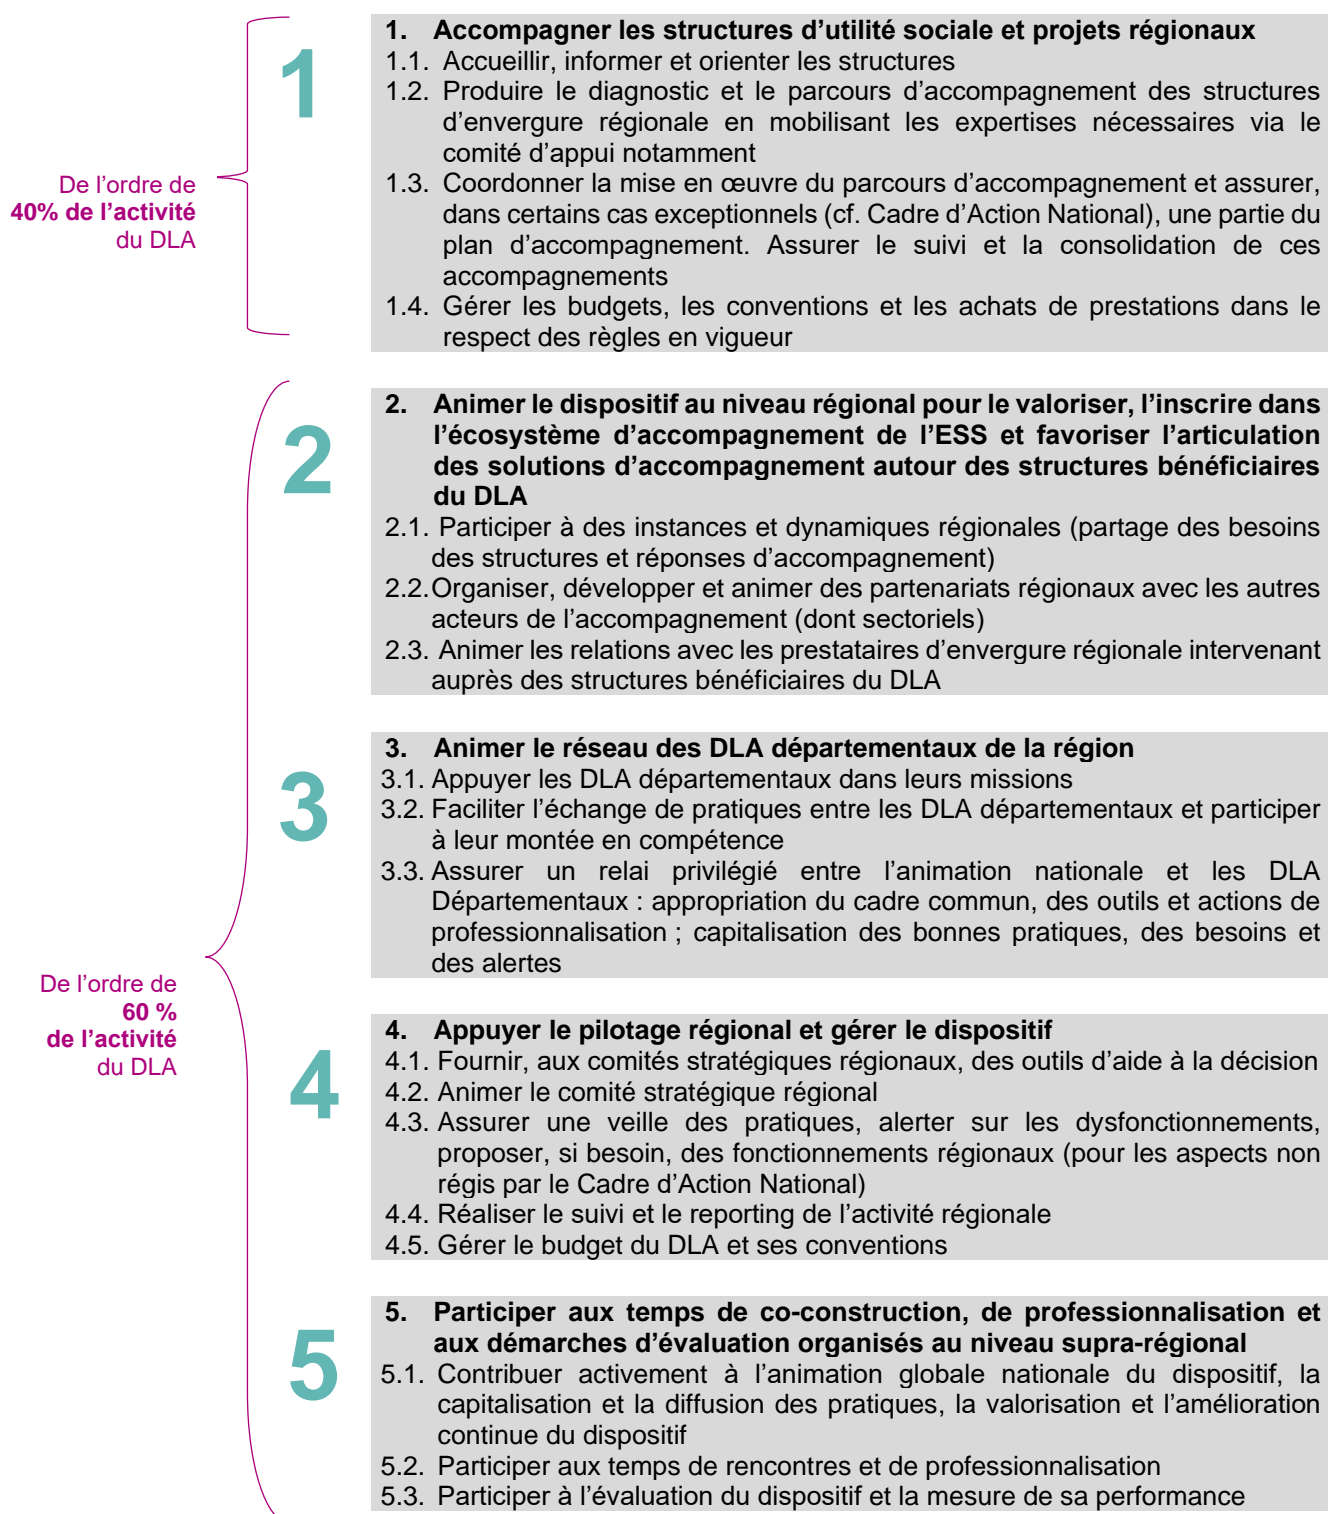 1
De l’ordre de
40% de l’activité
du DLA
1. Accompagner les structures d’utilité sociale et projets régionaux
1.1. Accueillir, informer et orienter les structures
1.2. Produire le diagnostic et le parcours d’accompagnement des structures
d’envergure régionale en mobilisant les expertises nécessaires via le
comité d’appui notamment
1.3. Coordonner la mise en œuvre du parcours d’accompagnement et assurer,
dans certains cas exceptionnels (cf. Cadre d’Action National), une partie du
plan d’accompagnement. Assurer le suivi et la consolidation de ces
accompagnements
1.4. Gérer les budgets, les conventions et les achats de prestations dans le
respect des règles en vigueur
De l’ordre de
60 %
de l’activité
du DLA
2
2. Animer le dispositif au niveau régional pour le valoriser, l’inscrire dans
l’écosystème d’accompagnement de l’ESS et favoriser l’articulation
des solutions d’accompagnement autour des structures bénéficiaires
du DLA
2.1. Participer à des instances et dynamiques régionales (partage des besoins
des structures et réponses d’accompagnement)
2.2.Organiser, développer et animer des partenariats régionaux avec les autres
acteurs de l’accompagnement (dont sectoriels)
2.3. Animer les relations avec les prestataires d’envergure régionale intervenant
auprès des structures bénéficiaires du DLA
3
3. Animer le réseau des DLA départementaux de la région
3.1. Appuyer les DLA départementaux dans leurs missions
3.2. Faciliter l’échange de pratiques entre les DLA départementaux et participer
à leur montée en compétence
3.3. Assurer un relai privilégié entre l’animation nationale et les DLA
Départementaux : appropriation du cadre commun, des outils et actions de
professionnalisation ; capitalisation des bonnes pratiques, des besoins et
des alertes
4
4. Appuyer le pilotage régional et gérer le dispositif
4.1. Fournir, aux comités stratégiques régionaux, des outils d’aide à la décision
4.2. Animer le comité stratégique régional
4.3. Assurer une veille des pratiques, alerter sur les dysfonctionnements,
proposer, si besoin, des fonctionnements régionaux (pour les aspects non
régis par le Cadre d’Action National)
4.4. Réaliser le suivi et le reporting de l’activité régionale
4.5. Gérer le budget du DLA et ses conventions
5
5. Participer aux temps de co-construction, de professionnalisation et
aux démarches d’évaluation organisés au niveau supra-régional
5.1. Contribuer activement à l’animation globale nationale du dispositif, la
capitalisation et la diffusion des pratiques, la valorisation et l’amélioration
continue du dispositif
5.2. Participer aux temps de rencontres et de professionnalisation
5.3. Participer à l’évaluation du dispositif et la mesure de sa performance